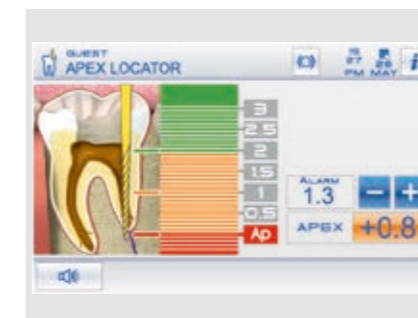 GUEST
APEX LOCATOR
15
27
PM
28
MAY
i
3
2.5
2
1.5
1
0.5
Ap
ALARM
1.3
- +
APEX +0.8